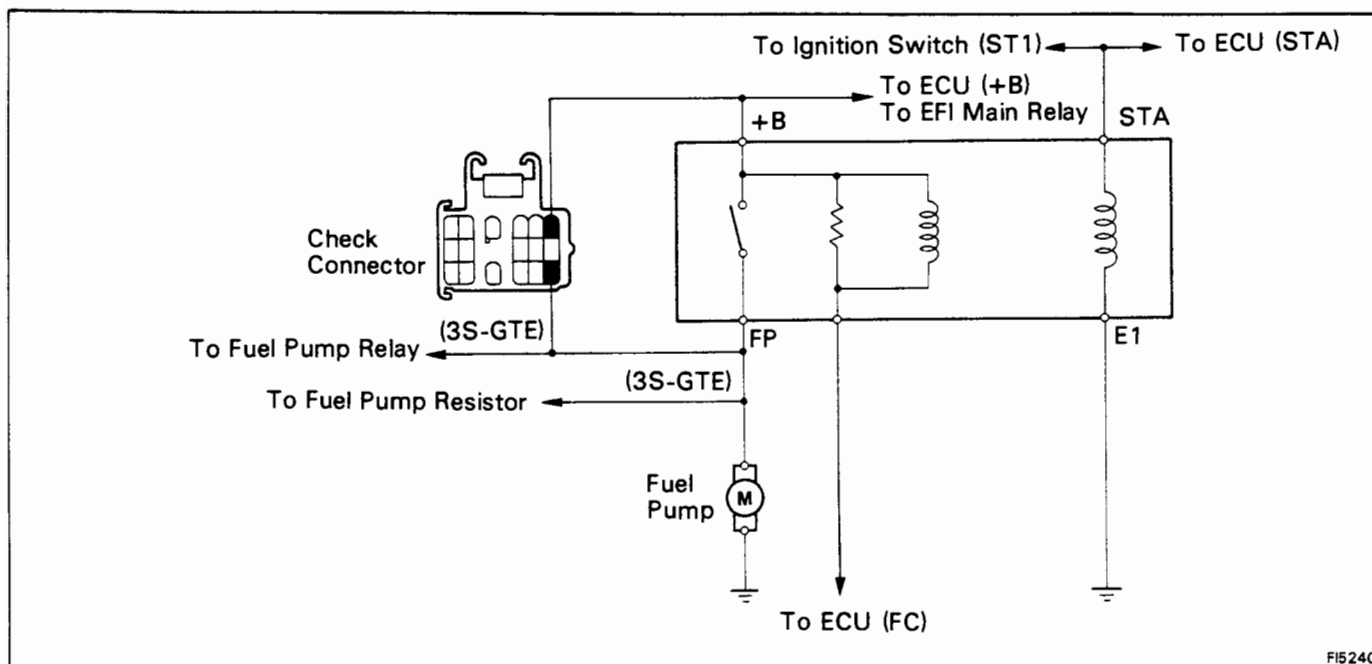 To Ignition Switch (ST1)
To ECU (STA)
To ECU (+B)
To EFI Main Relay
+B
STA
Check
Connector
(3S-GTE)
To Fuel Pump Relay
FP
E1
(3S-GTE)
To Fuel Pump Resistor
Fuel
Pump
M
To ECU (FC)
FI5240